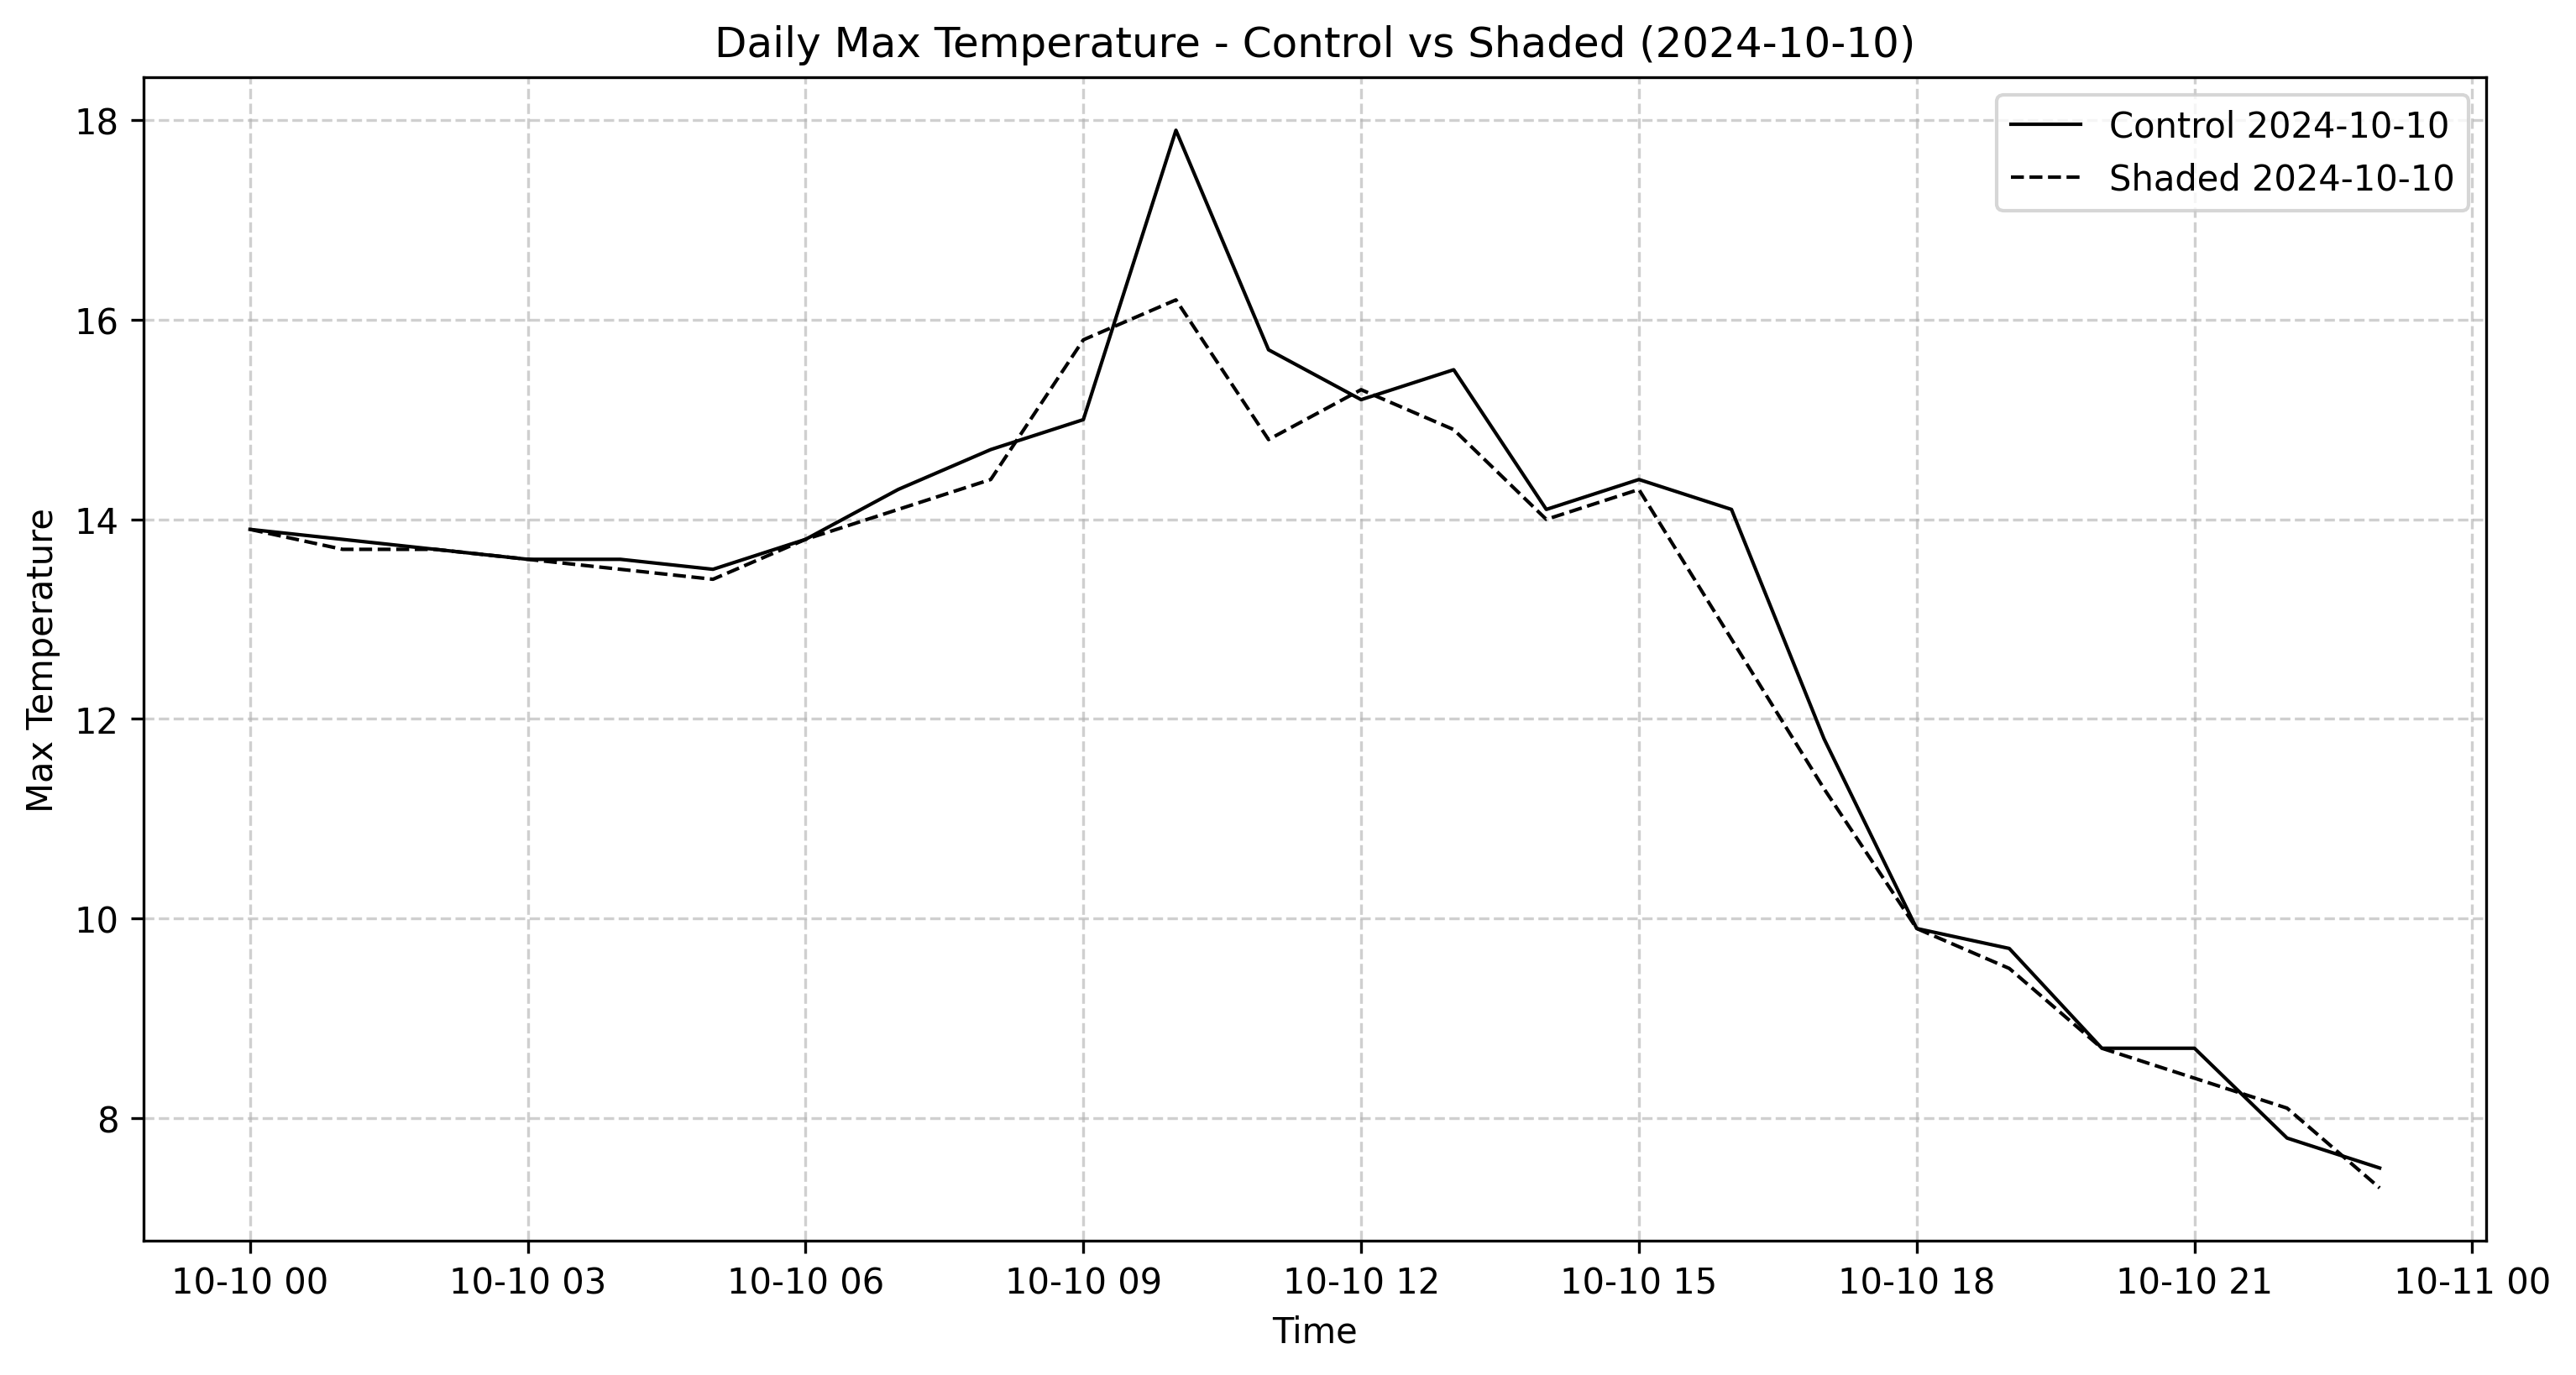 Daily Max Temperature - Control vs Shaded (2024-10-10)
Control 2024-10-10
Shaded 2024-10-10
Max Temperature
18
16
14
12
10
8
10-10 00 10-10 03 10-10 06 10-10 09 10-10 12 10-10 15 10-10 18 10-10 21 10-11 00
Time